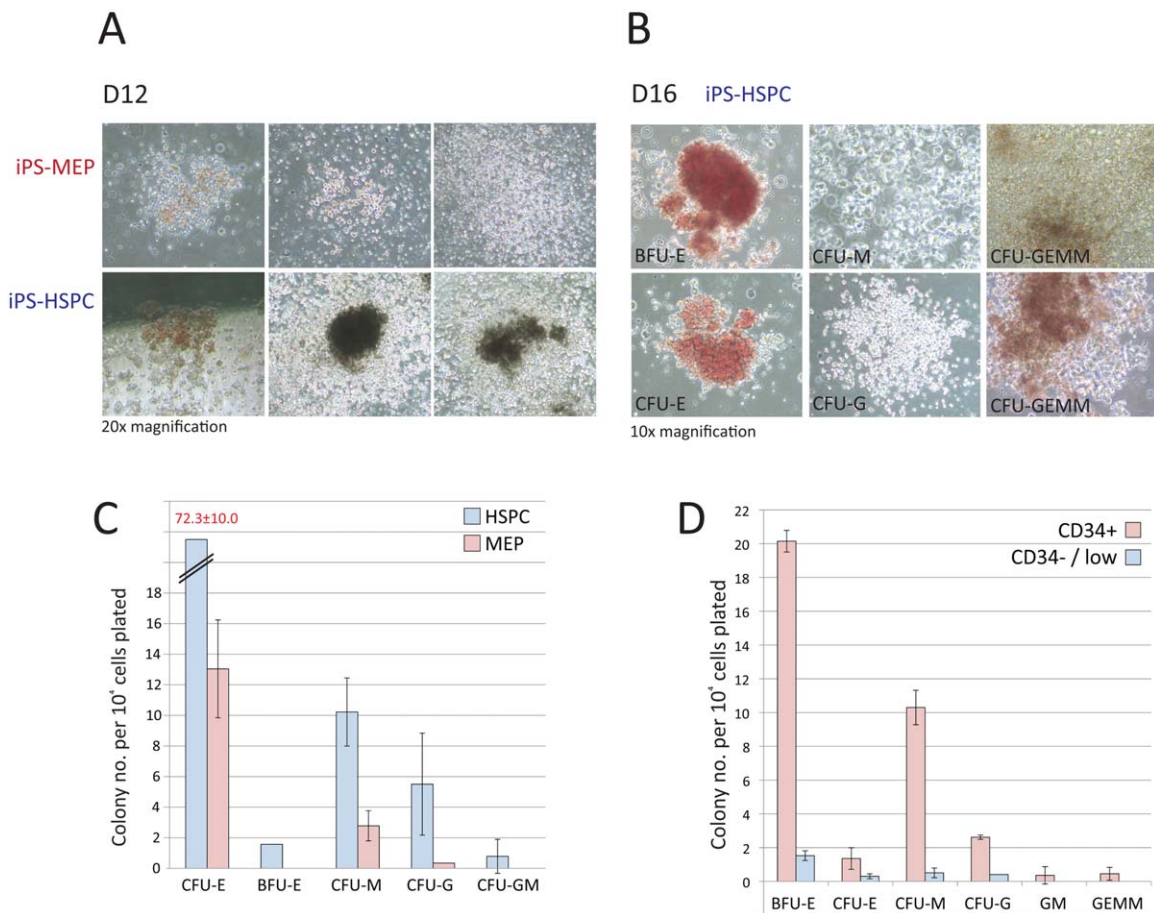 A
D12
iPS-MEP
iPS-HSPC
20x magnification
B
D16 iPS-HSPC
BFU-E
CFU-M
CFU-GEMM
CFU-E
CFU-G
CFU-GEMM
10x magnification
C
72.3±10.0
HSPC
MEP
Colony no. per 10⁴ cells plated
18
16
14
12
10
8
6
4
2
0
CFU-E
BFU-E
CFU-M
CFU-G
CFU-GM
D
CD34+
CD34- / low
Colony no. per 10⁴ cells plated
22
20
18
16
14
12
10
8
6
4
2
0
BFU-E
CFU-E
CFU-M
CFU-G
GM
GEMM